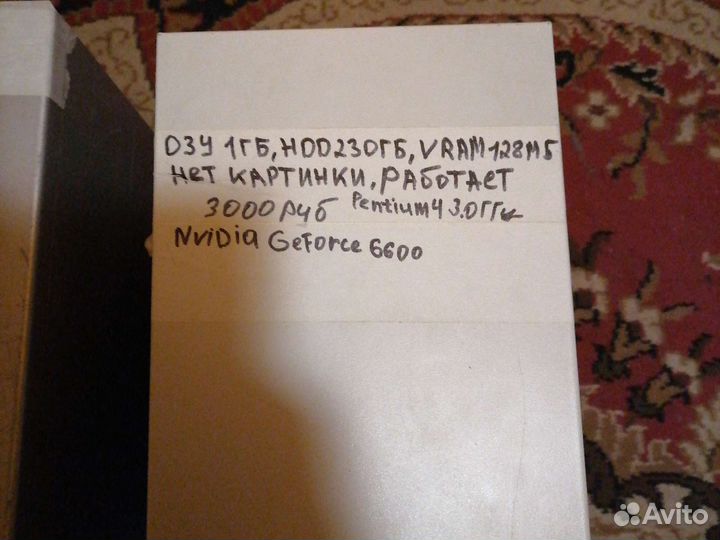 ОЗУ 1ГБ, HDD230ГБ, VRAM128МБ
нет КАРТИНКИ, РАБОТАЕТ
3000 руб Pentium4 3.0ГГц
NVIDIA GeForce 6600
Avito